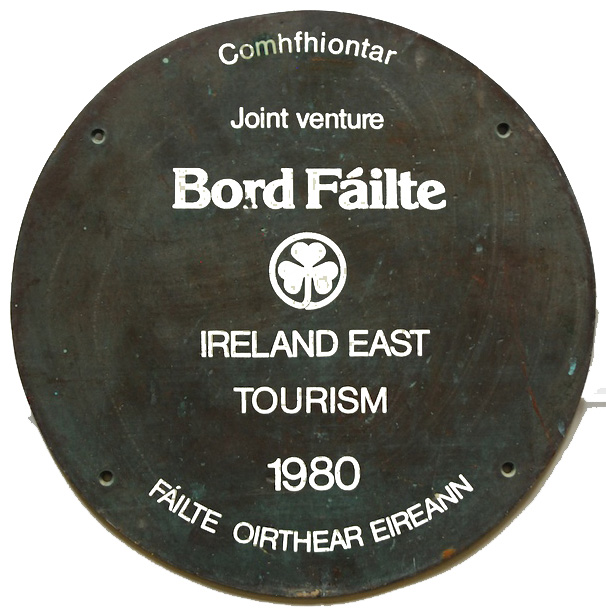 Comhfhiontar
Joint venture
Bord Fáilte
IRELAND EAST
TOURISM
1980
FÁILTE OIRTHEAR EIREANN